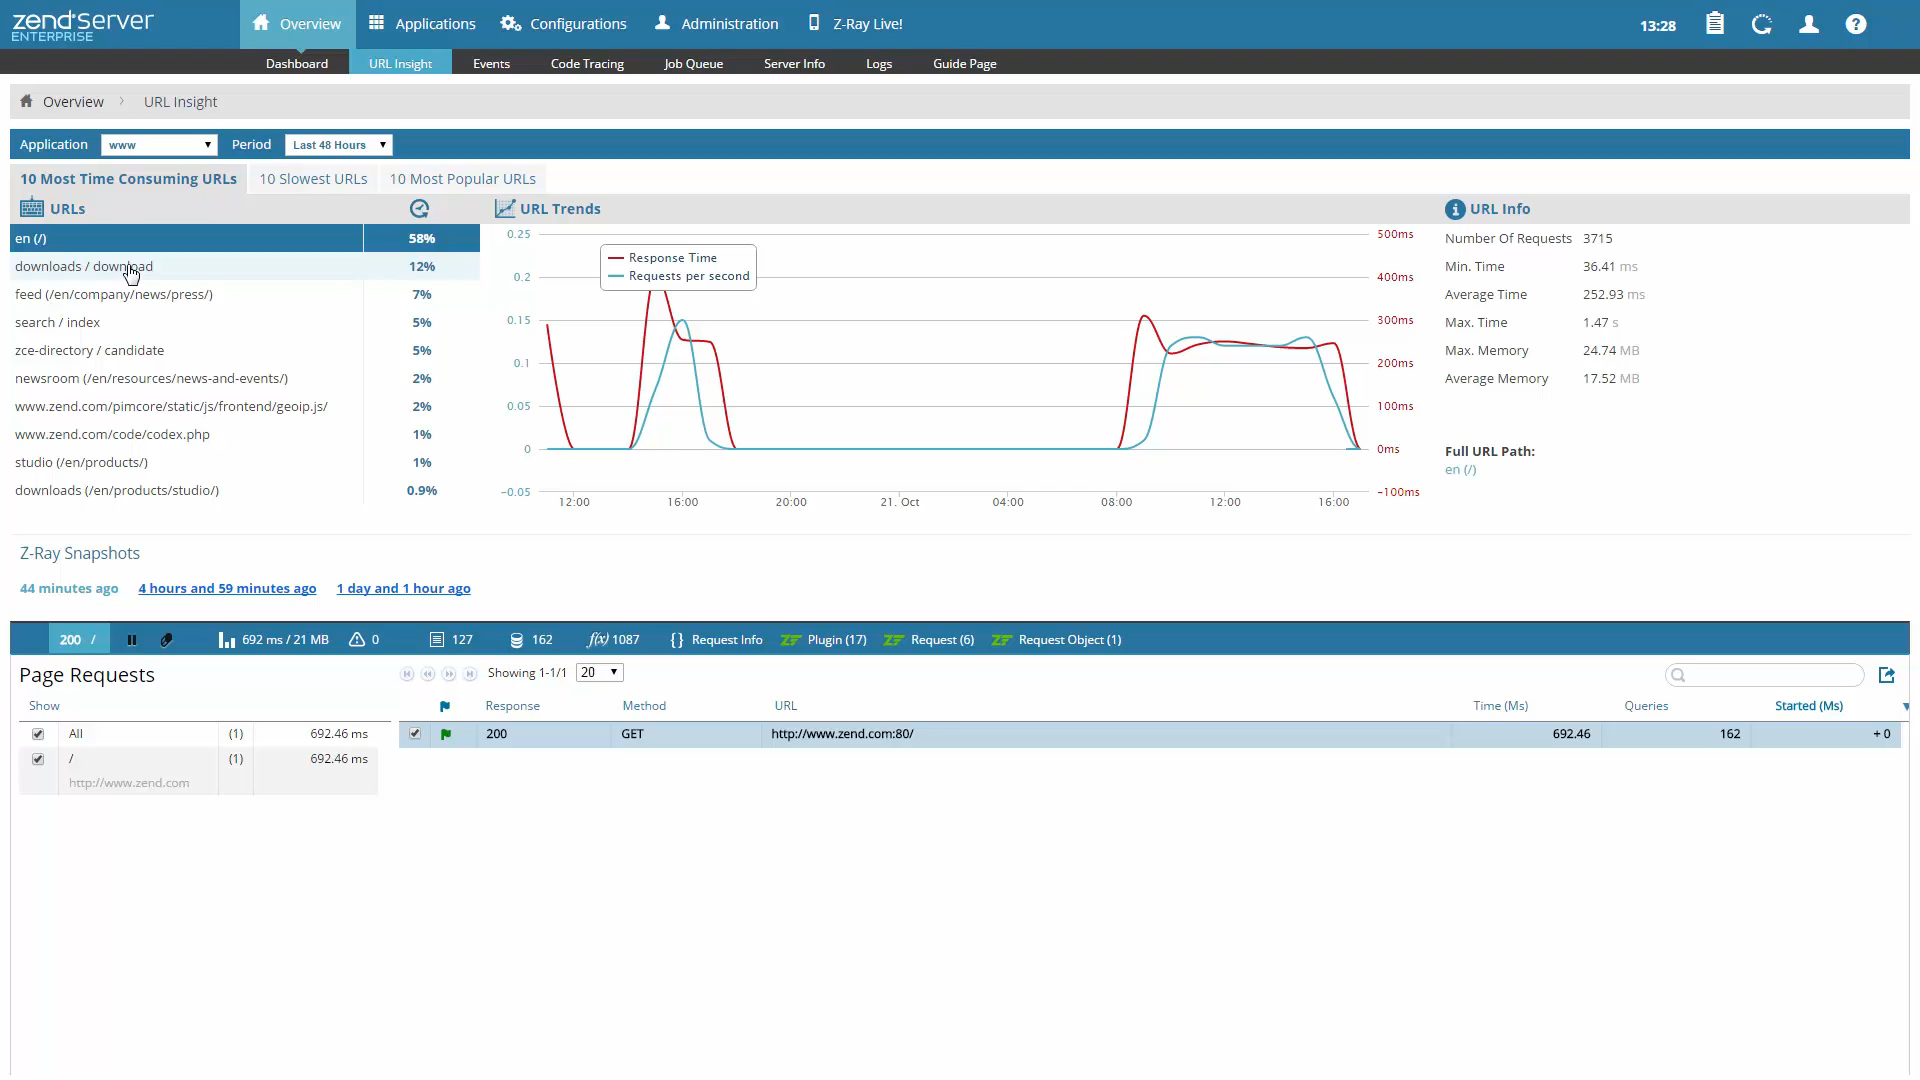 zend Server
ENTERPRISE
Overview
Applications
Configurations
Administration
Z-Ray Live!
13:28
Dashboard
URL Insight
Events
Code Tracing
Job Queue
Server Info
Logs
Guide Page
Overview
URL Insight
Application
www
Period
Last 48 Hours
10 Most Time Consuming URLs
10 Slowest URLs
10 Most Popular URLs
URLs
URL Trends
URL Info
en (/) 58%
downloads / download 12%
feed (/en/company/news/press/) 7%
search / index 5%
zce-directory / candidate 5%
newsroom (/en/resources/news-and-events/) 2%
www.zend.com/pimcore/static/js/frontend/geoip.js/ 2%
www.zend.com/code/codex.php 1%
studio (/en/products/) 1%
downloads (/en/products/studio/) 0.9%
0.25
0.2
0.15
0.1
0.05
0
-0.05
Response Time
Requests per second
500ms
400ms
300ms
200ms
100ms
0ms
-100ms
12:00 16:00 20:00 21. Oct 04:00 08:00 12:00 16:00
Number Of Requests 3715
Min. Time 36.41 ms
Average Time 252.93 ms
Max. Time 1.47 s
Max. Memory 24.74 MB
Average Memory 17.52 MB
Full URL Path:
en (/)
Z-Ray Snapshots
44 minutes ago
4 hours and 59 minutes ago
1 day and 1 hour ago
200 /
692 ms / 21 MB
0
127
162
f(x) 1087
{} Request Info
ZF Plugin (17)
ZF Request (6)
ZF Request Object (1)
Page Requests
Showing 1-1/1
20
Show
Response Method URL Time (Ms) Queries Started (Ms)
All (1) 692.46 ms
200 GET http://www.zend.com:80/ 692.46 162 + 0
/ (1) 692.46 ms
http://www.zend.com